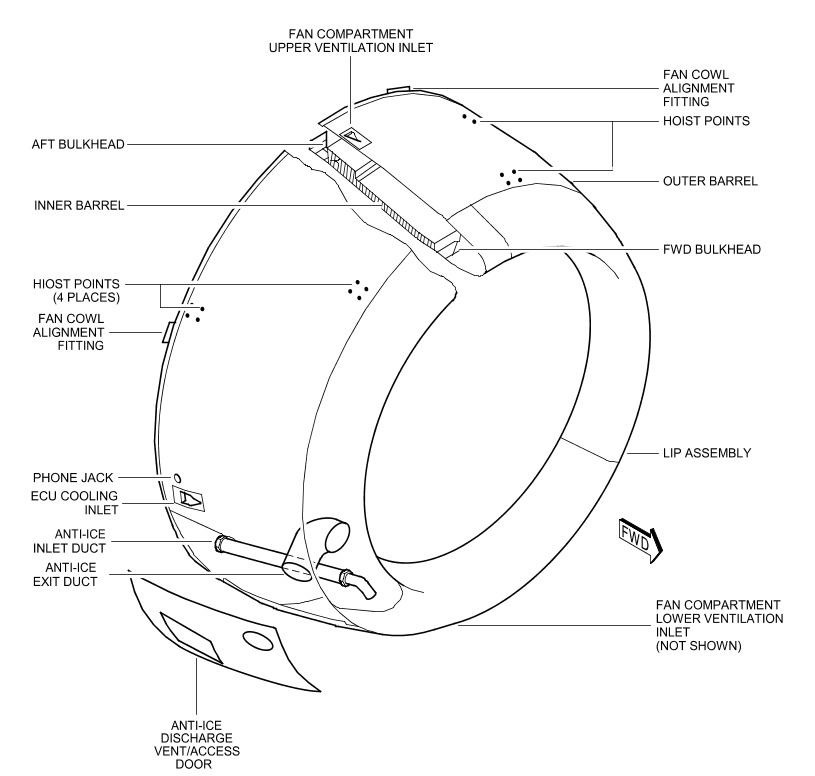 FAN COMPARTMENT
UPPER VENTILATION INLET
FAN COWL
ALIGNMENT
FITTING
HOIST POINTS
AFT BULKHEAD
OUTER BARREL
INNER BARREL
FWD BULKHEAD
HIOST POINTS
(4 PLACES)
FAN COWL
ALIGNMENT
FITTING
LIP ASSEMBLY
PHONE JACK
ECU COOLING
INLET
ANTI-ICE
INLET DUCT
FWD
ANTI-ICE
EXIT DUCT
FAN COMPARTMENT
LOWER VENTILATION
INLET
(NOT SHOWN)
ANTI-ICE
DISCHARGE
VENT/ACCESS
DOOR